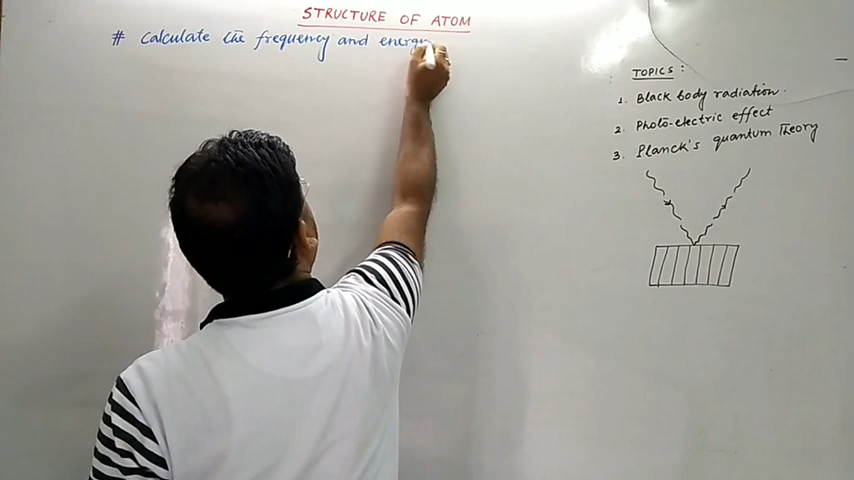 STRUCTURE OF ATOM
# Calculate the frequency and energy
TOPICS :
1. Black body radiation.
2. Photo-electric effect
3. Planck's quantum Theory